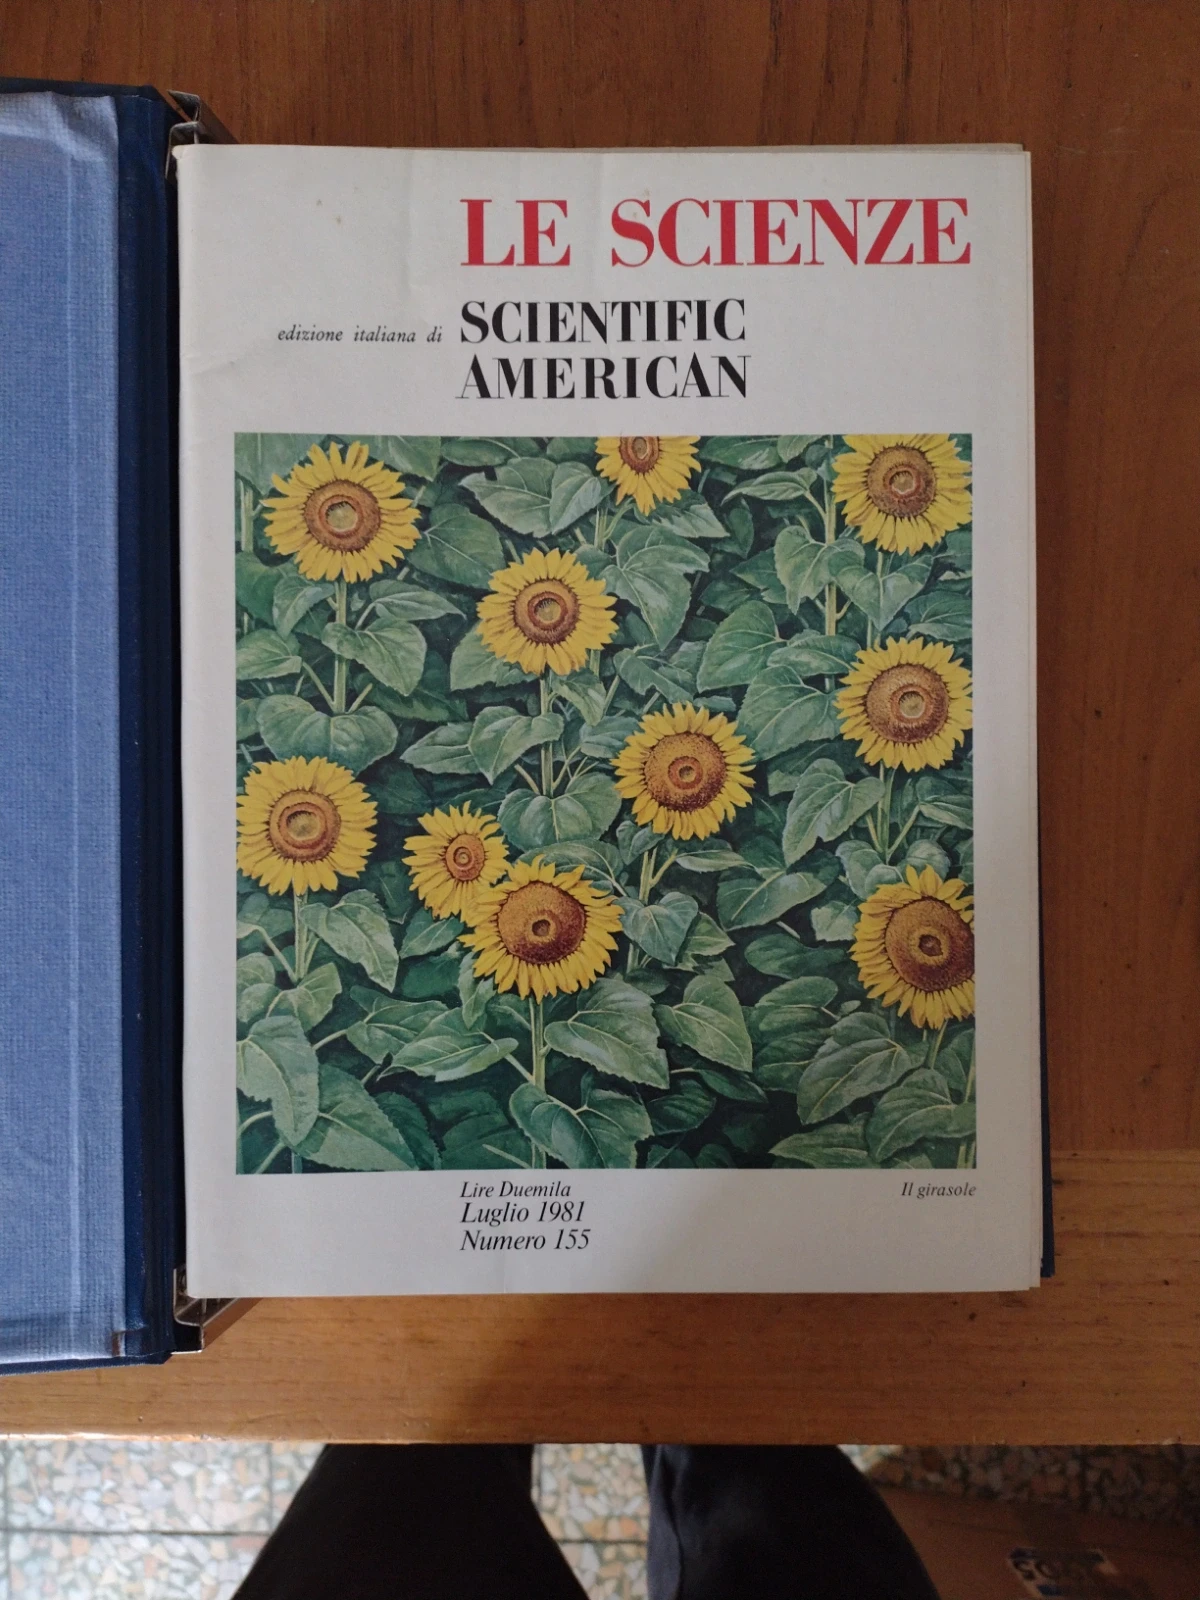 LE SCIENZE
edizione italiana di SCIENTIFIC
AMERICAN
Lire Duemila
Luglio 1981
Numero 155
Il girasole